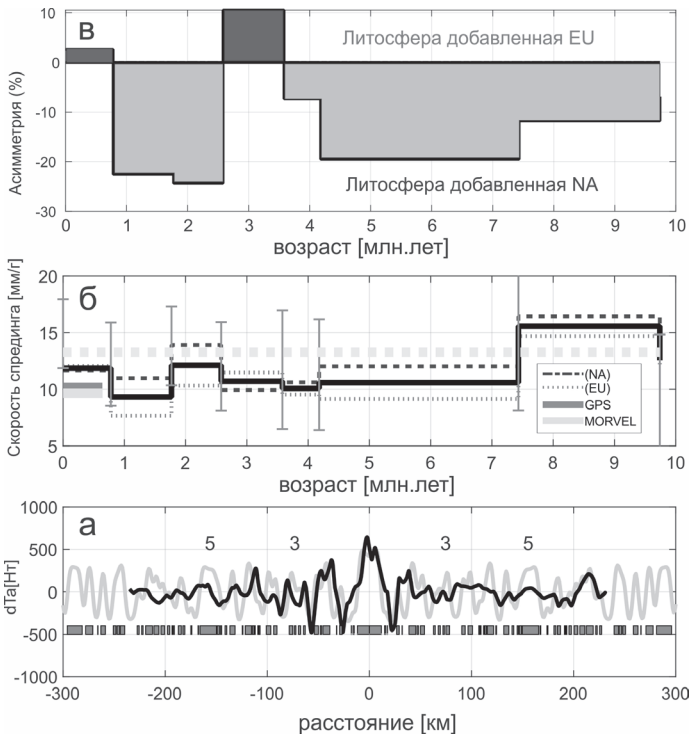 в
Асимметрия (%)
10
0
-10
-20
-30
Литосфера добавленная EU
Литосфера добавленная NA
0 1 2 3 4 5 6 7 8 9 10
возраст [млн.лет]
б
Скорость спрединга [мм/г]
20
15
10
5
(NA)
(EU)
GPS
MORVEL
0 1 2 3 4 5 6 7 8 9 10
возраст [млн.лет]
а
dTa[Нт]
1000
500
0
-500
-1000
5 3 3 5
-300 -200 -100 0 100 200 300
расстояние [км]